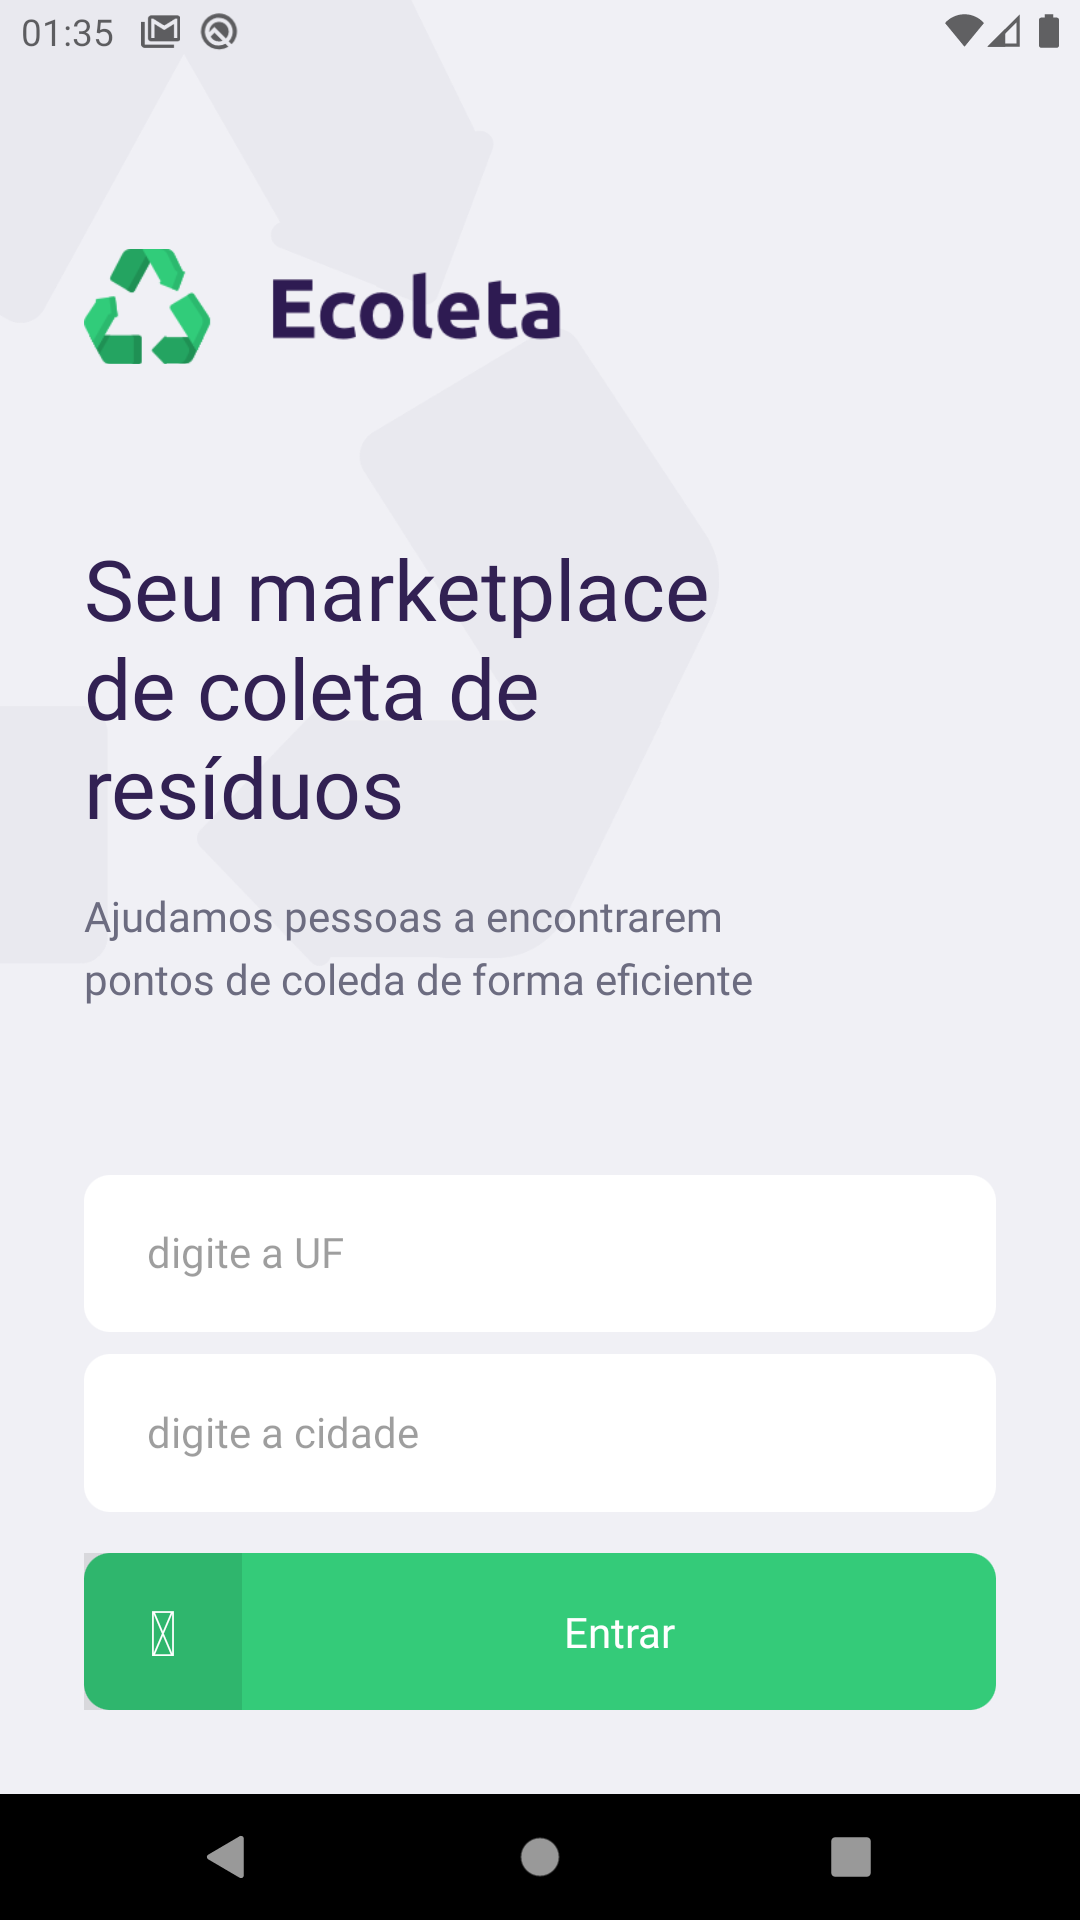 01:35
Ecoleta
Seu marketplace
de coleta de
resíduos
Ajudamos pessoas a encontrarem
pontos de coleda de forma eficiente
digite a UF
digite a cidade
Entrar